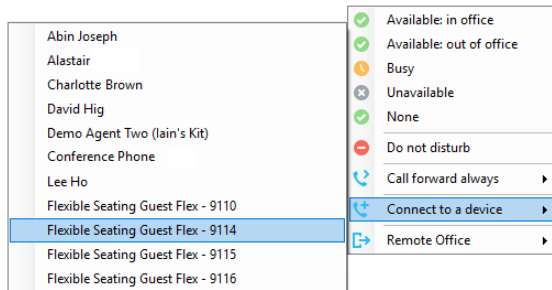 Abin Joseph
Alastair
Charlotte Brown
David Hig
Demo Agent Two (Iain's Kit)
Conference Phone
Lee Ho
Flexible Seating Guest Flex - 9110
Flexible Seating Guest Flex - 9114
Flexible Seating Guest Flex - 9115
Flexible Seating Guest Flex - 9116
Available: in office
Available: out of office
Busy
Unavailable
None
Do not disturb
Call forward always
Connect to a device
Remote Office